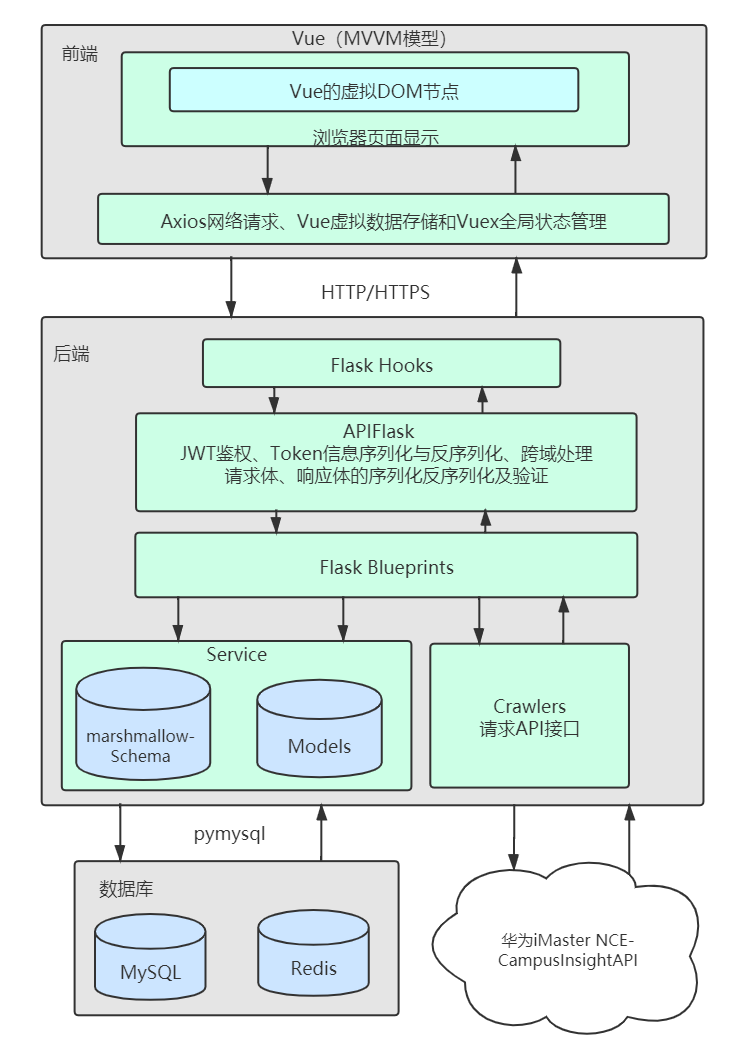 Vue（MVVM模型）
前端
Vue的虚拟DOM节点
浏览器页面显示
Axios网络请求、Vue虚拟数据存储和Vuex全局状态管理
HTTP/HTTPS
后端
Flask Hooks
APIFlask
JWT鉴权、Token信息序列化与反序列化、跨域处理
请求体、响应体的序列化反序列化及验证
Flask Blueprints
Service
marshmallow-
Schema
Models
Crawlers
请求API接口
pymysql
数据库
MySQL
Redis
华为iMaster NCE-
CampusInsightAPI